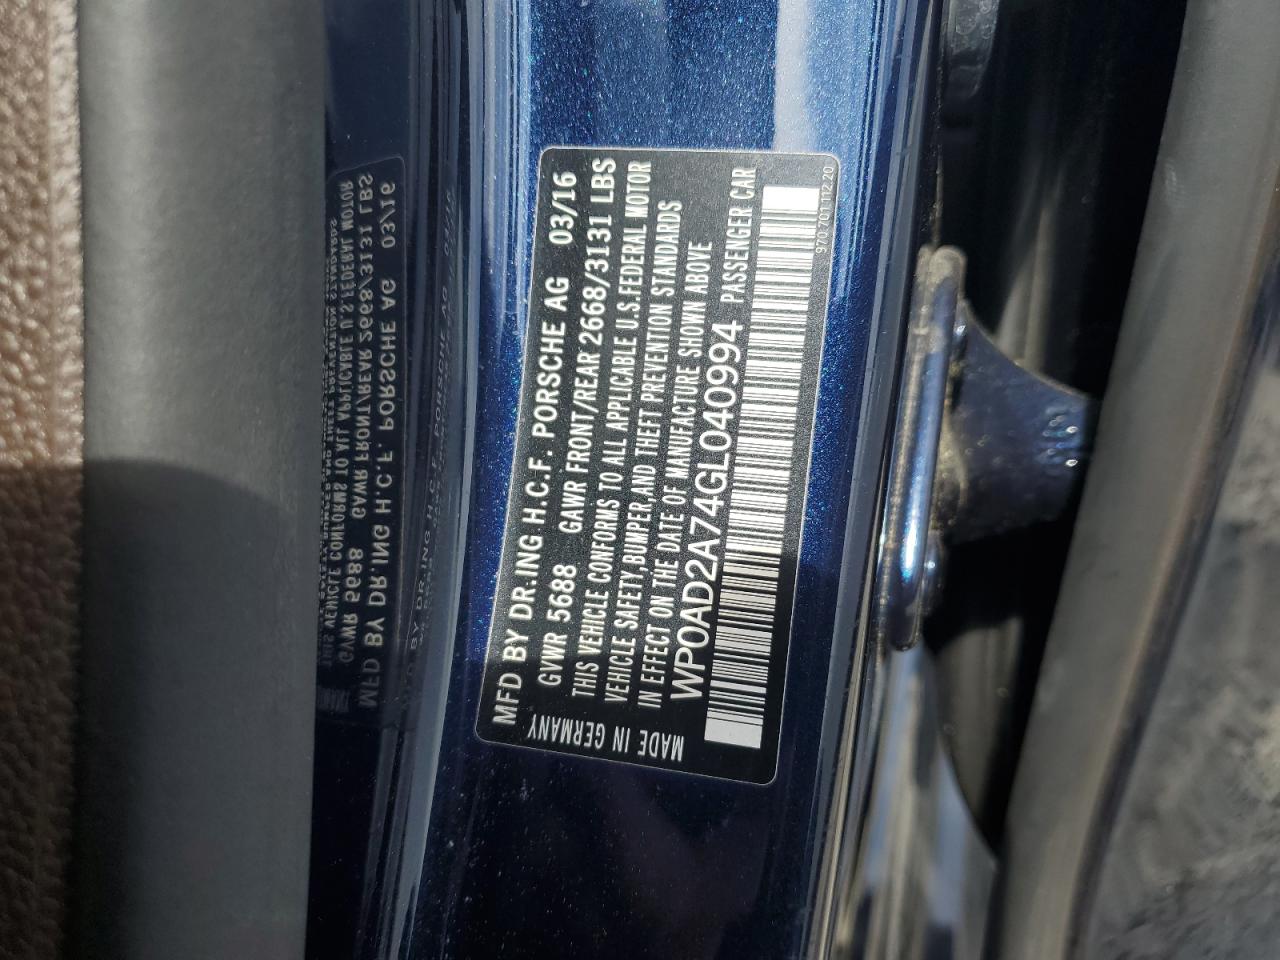 MFD BY DR.ING H.C.F. PORSCHE AG 03/16
GVWR 5688 GAWR FRONT/REAR 2668/3131 LBS
THIS VEHICLE CONFORMS TO ALL APPLICABLE U.S.FEDERAL MOTOR
VEHICLE SAFETY,BUMPER,AND THEFT PREVENTION STANDARDS
IN EFFECT ON THE DATE OF MANUFACTURE SHOWN ABOVE
WP0AD2A74GL040994 PASSENGER CAR
MADE IN GERMANY
970.701.112.20